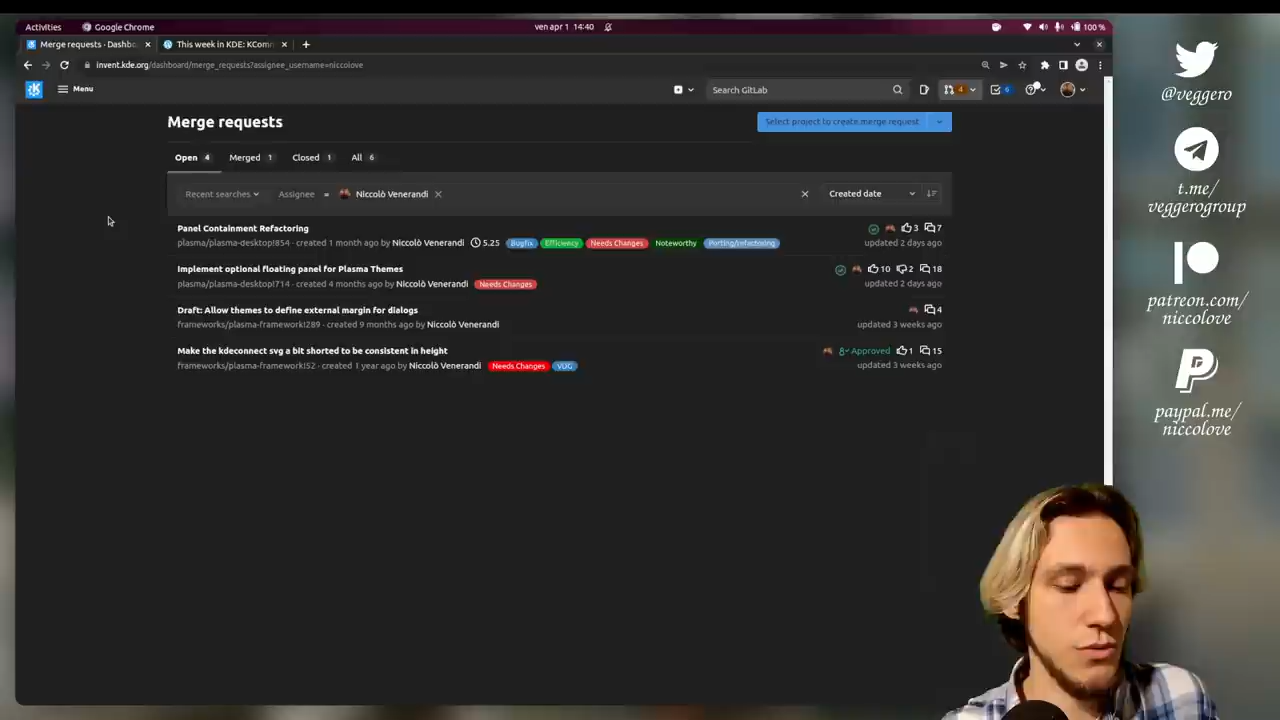 Activities
Google Chrome
ven apr 1 14:40
100 %
Merge requests · Dashbo
This week in KDE: KCom
invent.kde.org/dashboard/merge_requests?assignee_username=niccolove
Menu
Search GitLab
4
6
Merge requests
Select project to create merge request
Open 4
Merged 1
Closed 1
All 6
Recent searches
Assignee = Niccolò Venerandi
Created date
Panel Containment Refactoring
3 7
plasma/plasma-desktop!854 · created 1 month ago by Niccolò Venerandi 5.25 Bugfix Efficiency Needs Changes Noteworthy Porting/refactoring
updated 2 days ago
Implement optional floating panel for Plasma Themes
10 2 18
plasma/plasma-desktop!714 · created 4 months ago by Niccolò Venerandi Needs Changes
updated 2 days ago
Draft: Allow themes to define external margin for dialogs
4
frameworks/plasma-framework!289 · created 9 months ago by Niccolò Venerandi
updated 3 weeks ago
Make the kdeconnect svg a bit shorted to be consistent in height
Approved 1 15
frameworks/plasma-framework!52 · created 1 year ago by Niccolò Venerandi Needs Changes VUG
updated 3 weeks ago
@veggero
t.me/
veggerogroup
patreon.com/
niccolove
paypal.me/
niccolove